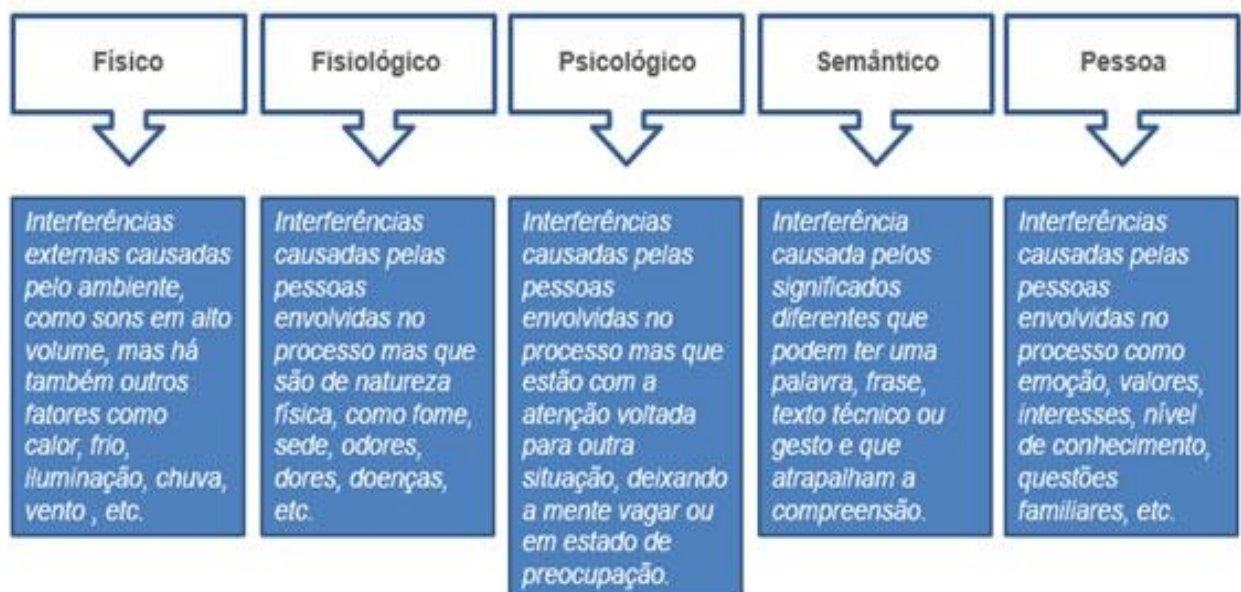 Físico
Interferências
externas causadas
pelo ambiente,
como sons em alto
volume, mas há
também outros
fatores como
calor, frio,
iluminação, chuva,
vento , etc.
Fisiológico
Interferências
causadas pelas
pessoas
envolvidas no
processo mas que
são de natureza
física, como fome,
sede, odores,
dores, doenças,
etc.
Psicológico
Interferências
causadas pelas
pessoas
envolvidas no
processo mas que
estão com a
atenção voltada
para outra
situação, deixando
a mente vagar ou
em estado de
preocupação.
Semântico
Interferência
causada pelos
significados
diferentes que
podem ter uma
palavra, frase,
texto técnico ou
gesto e que
atrapalham a
compreensão.
Pessoa
Interferências
causadas pelas
pessoas
envolvidas no
processo como
emoção, valores,
interesses, nível
de conhecimento,
questões
familiares, etc.